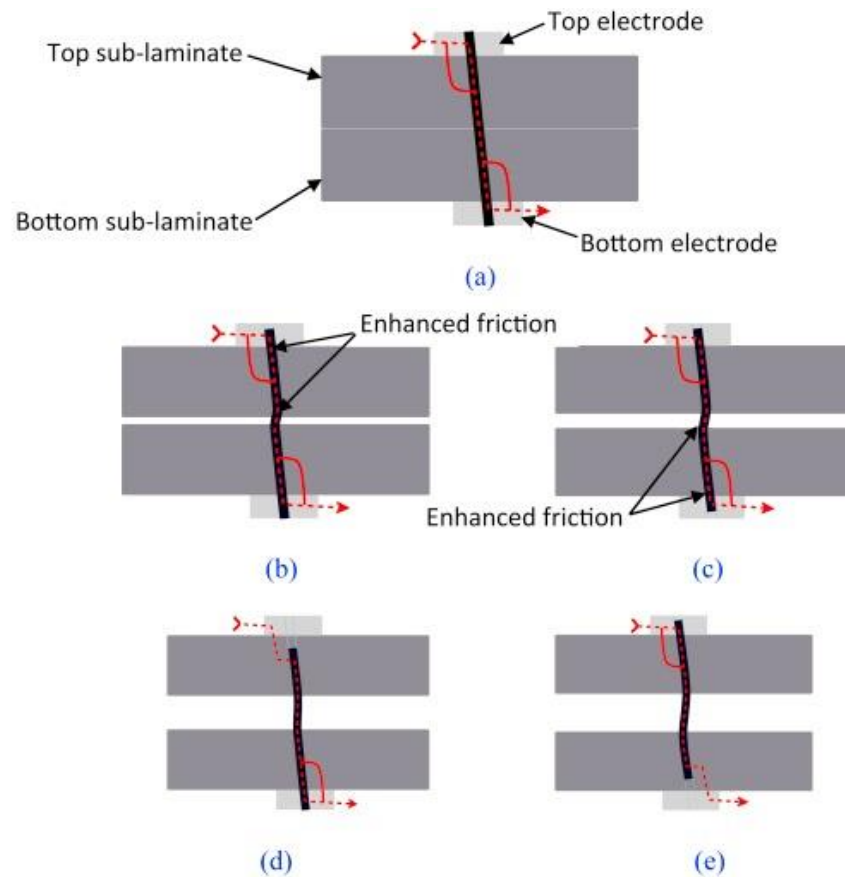 Top electrode
Top sub-laminate
Bottom sub-laminate
Bottom electrode
(a)
Enhanced friction
Enhanced friction
(b)
(c)
(d)
(e)